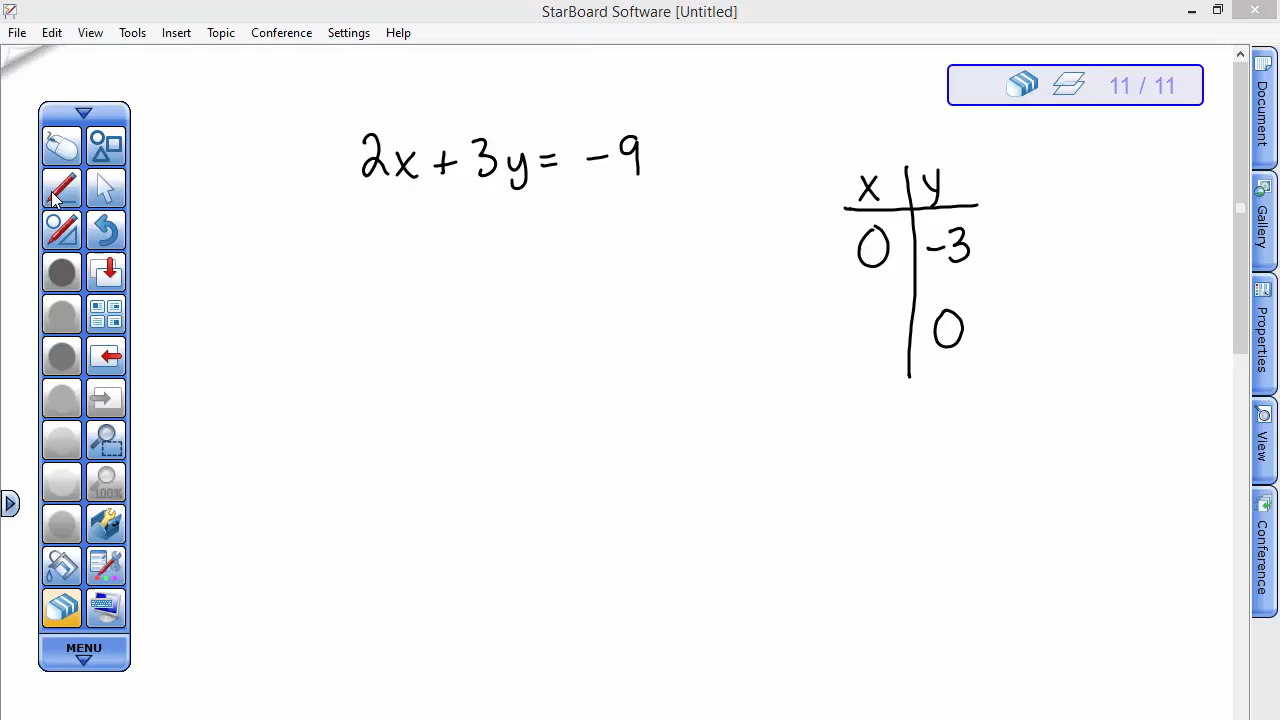 StarBoard Software [Untitled]
File Edit View Tools Insert Topic Conference Settings Help
11 / 11
2x + 3y = -9
x y
0 -3
0
100%
MENU
Document
Gallery
Properties
View
Conference